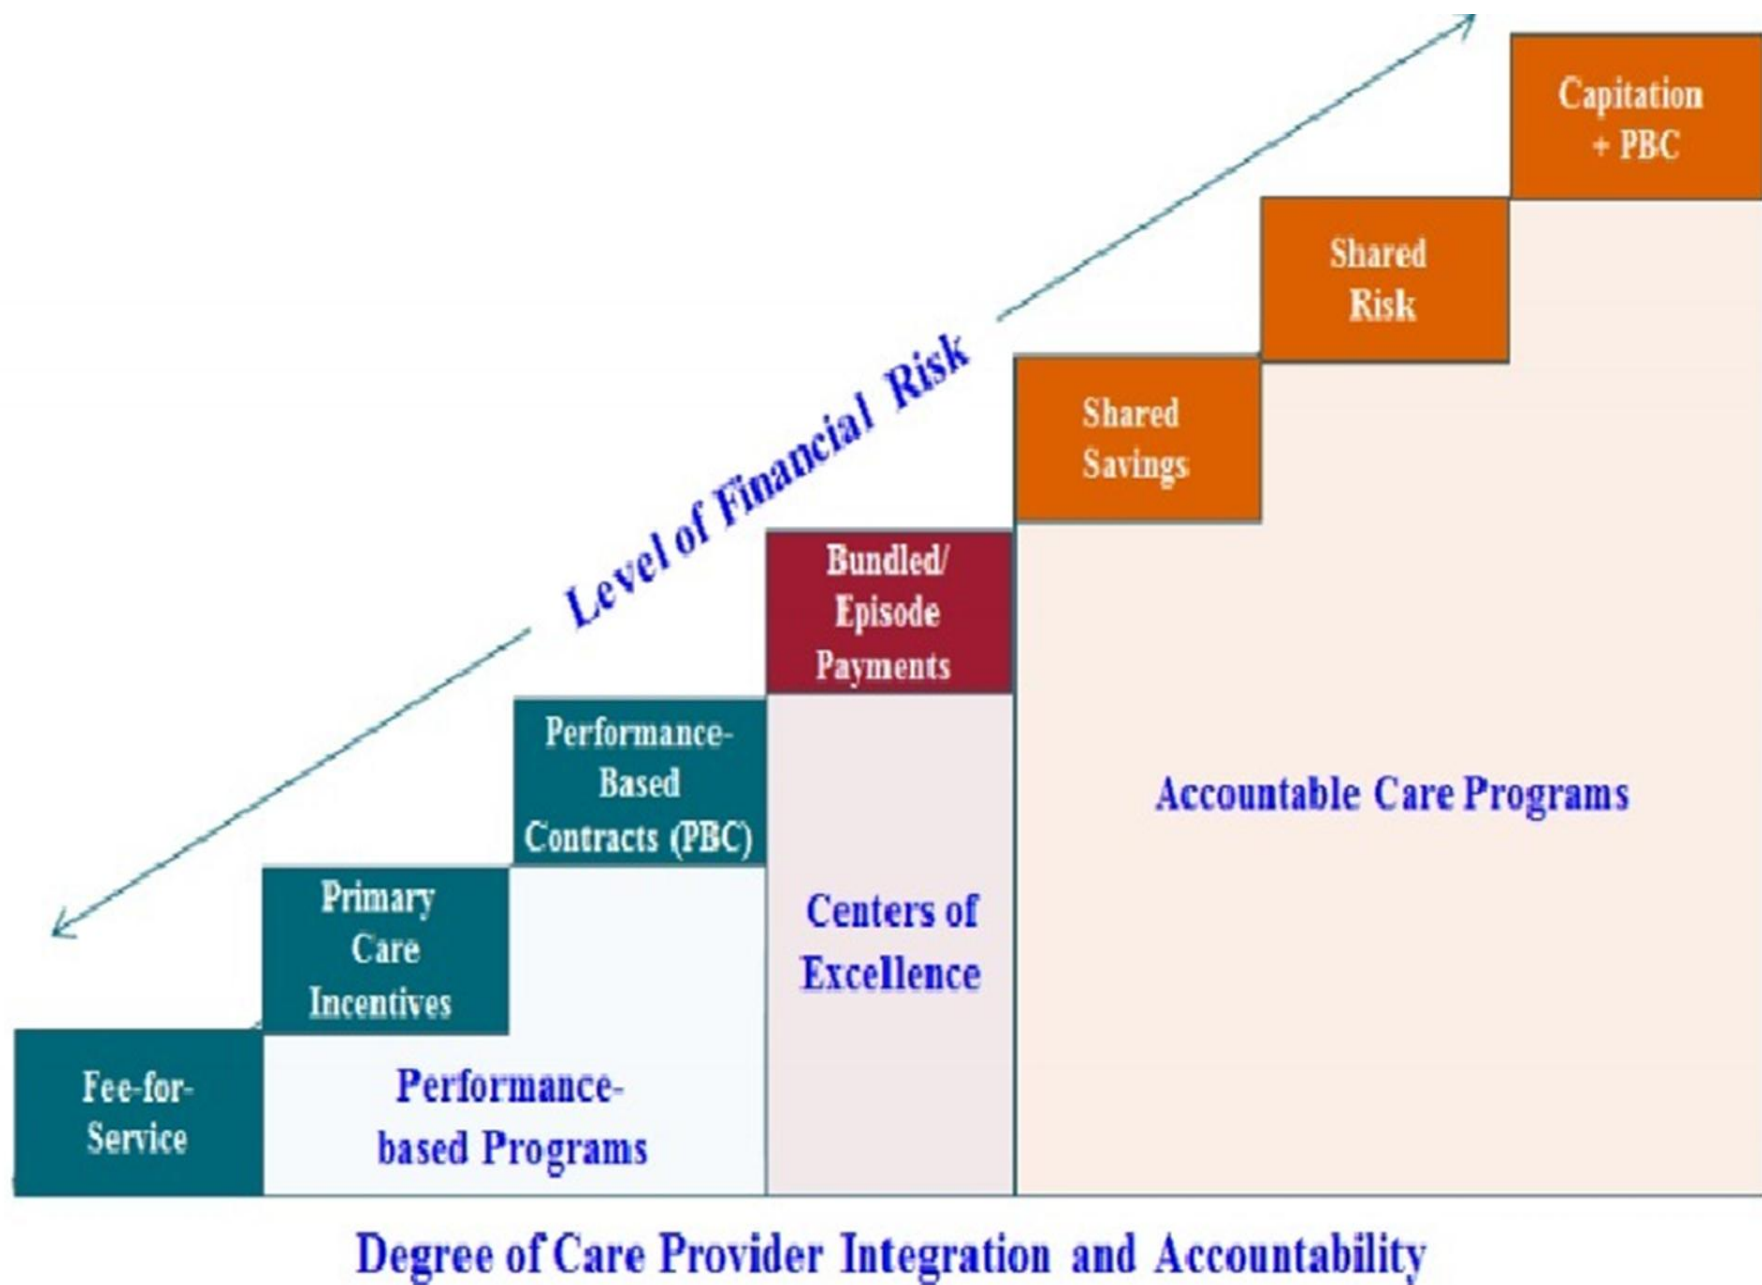 Capitation
+ PBC
Shared
Risk
Shared
Savings
Level of Financial Risk
Bundled/
Episode
Payments
Performance-
Based
Contracts (PBC)
Primary
Care
Incentives
Fee-for-
Service
Performance-
based Programs
Centers of
Excellence
Accountable Care Programs
Degree of Care Provider Integration and Accountability